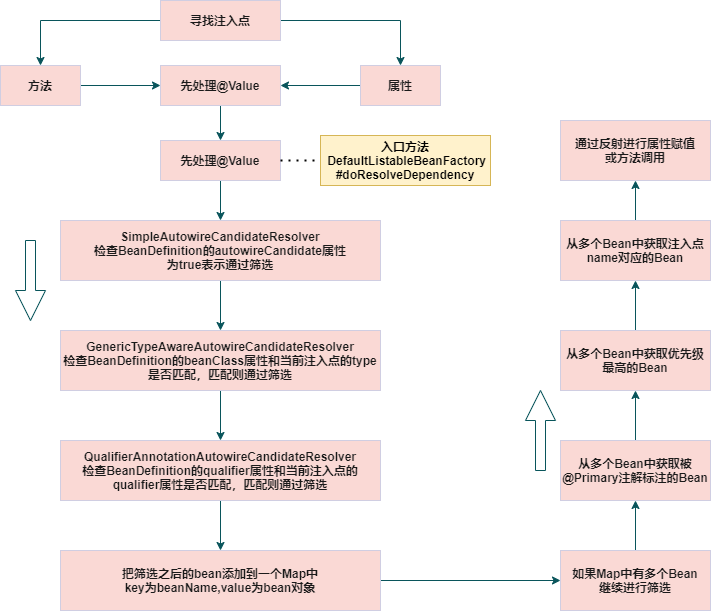 寻找注入点
方法
先处理@Value
属性
先处理@Value
入口方法
DefaultListableBeanFactory
#doResolveDependency
SimpleAutowireCandidateResolver
检查BeanDefinition的autowireCandidate属性
为true表示通过筛选
GenericTypeAwareAutowireCandidateResolver
检查BeanDefinition的beanClass属性和当前注入点的type
是否匹配，匹配则通过筛选
QualifierAnnotationAutowireCandidateResolver
检查BeanDefinition的qualifier属性和当前注入点的
qualifier属性是否匹配，匹配则通过筛选
把筛选之后的bean添加到一个Map中
key为beanName,value为bean对象
如果Map中有多个Bean
继续进行筛选
从多个Bean中获取被
@Primary注解标注的Bean
从多个Bean中获取优先级
最高的Bean
从多个Bean中获取注入点
name对应的Bean
通过反射进行属性赋值
或方法调用